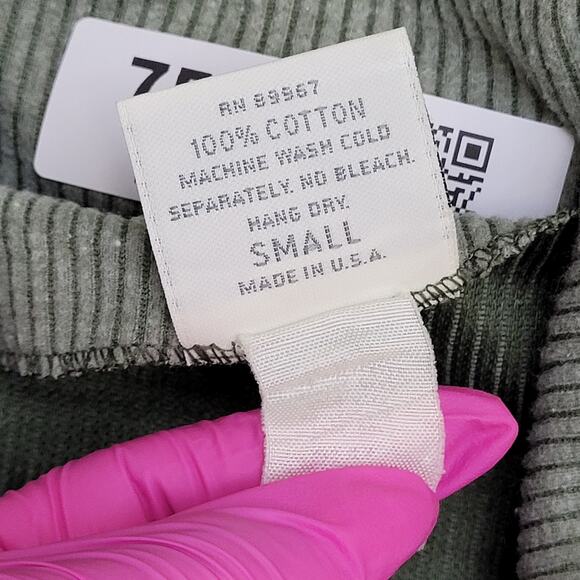 RN 89967
100% COTTON
MACHINE WASH COLD
SEPARATELY. NO BLEACH.
HANG DRY.
SMALL
MADE IN U.S.A.